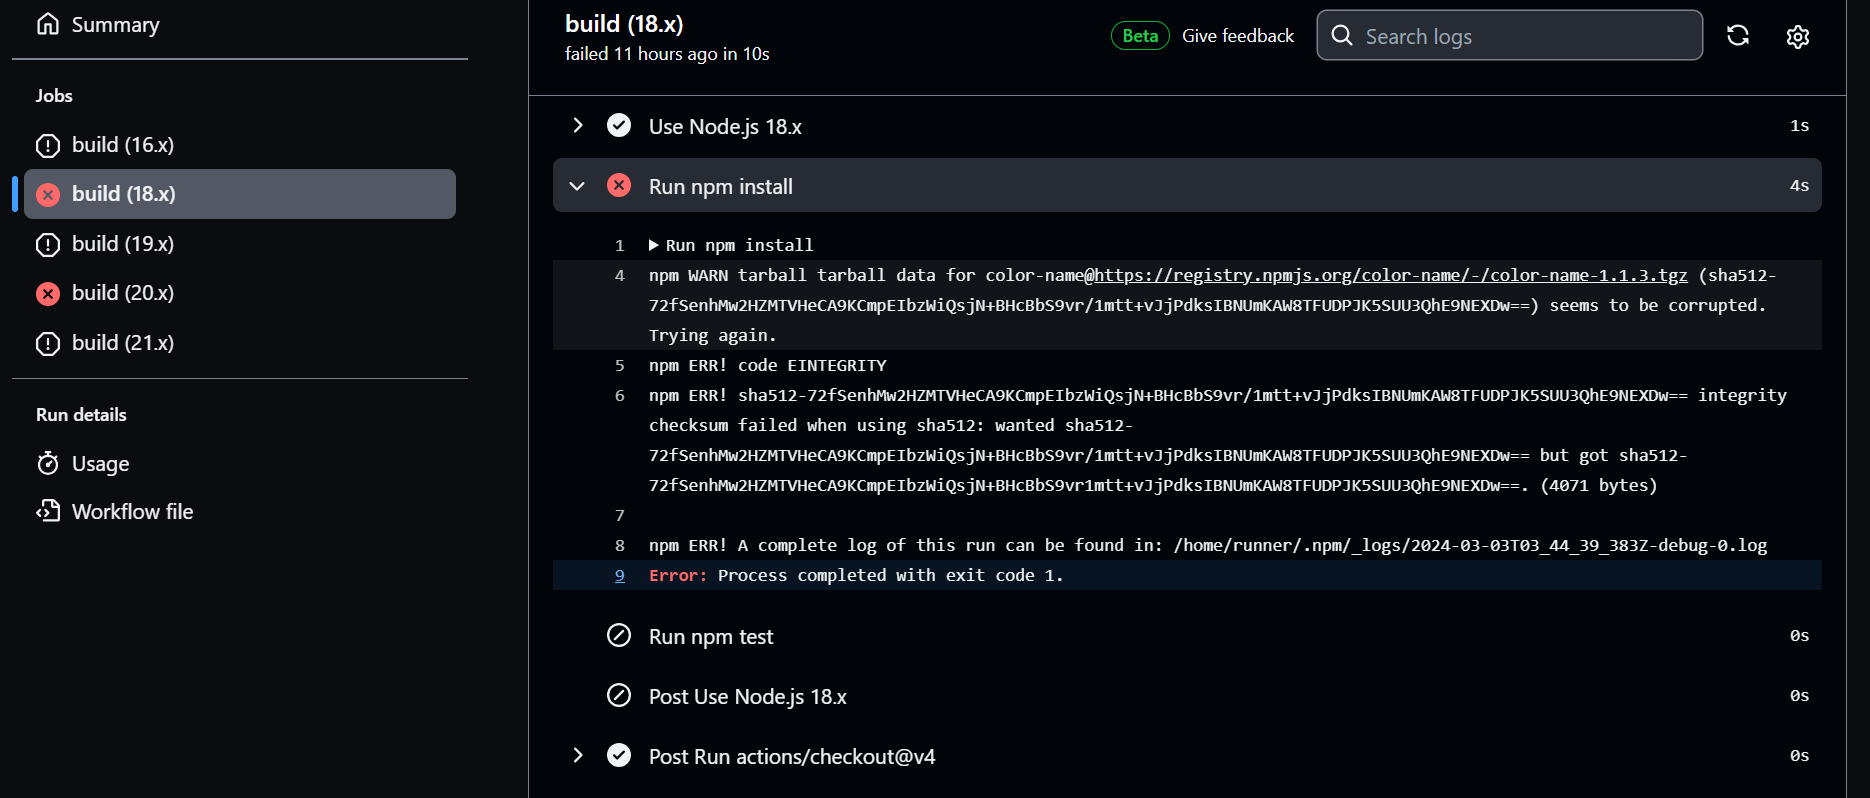 Summary
Jobs
build (16.x)
build (18.x)
build (19.x)
build (20.x)
build (21.x)
Run details
Usage
Workflow file
build (18.x)
failed 11 hours ago in 10s
Beta
Give feedback
Search logs
Use Node.js 18.x
1s
Run npm install
4s
1 Run npm install
4 npm WARN tarball tarball data for color-name@https://registry.npmjs.org/color-name/-/color-name-1.1.3.tgz (sha512-
72fSenhMw2HZMTVHeCA9KCmpEIbzWiQsjN+BHcBbS9vr/1mtt+vJjPdksIBNUmKAW8TFUDPJK5SUU3QhE9NEXDw==) seems to be corrupted.
Trying again.
5 npm ERR! code EINTEGRITY
6 npm ERR! sha512-72fSenhMw2HZMTVHeCA9KCmpEIbzWiQsjN+BHcBbS9vr/1mtt+vJjPdksIBNUmKAW8TFUDPJK5SUU3QhE9NEXDw== integrity
checksum failed when using sha512: wanted sha512-
72fSenhMw2HZMTVHeCA9KCmpEIbzWiQsjN+BHcBbS9vr/1mtt+vJjPdksIBNUmKAW8TFUDPJK5SUU3QhE9NEXDw== but got sha512-
72fSenhMw2HZMTVHeCA9KCmpEIbzWiQsjN+BHcBbS9vr1mtt+vJjPdksIBNUmKAW8TFUDPJK5SUU3QhE9NEXDw==. (4071 bytes)
7
8 npm ERR! A complete log of this run can be found in: /home/runner/.npm/_logs/2024-03-03T03_44_39_383Z-debug-0.log
9 Error: Process completed with exit code 1.
Run npm test
0s
Post Use Node.js 18.x
0s
Post Run actions/checkout@v4
0s